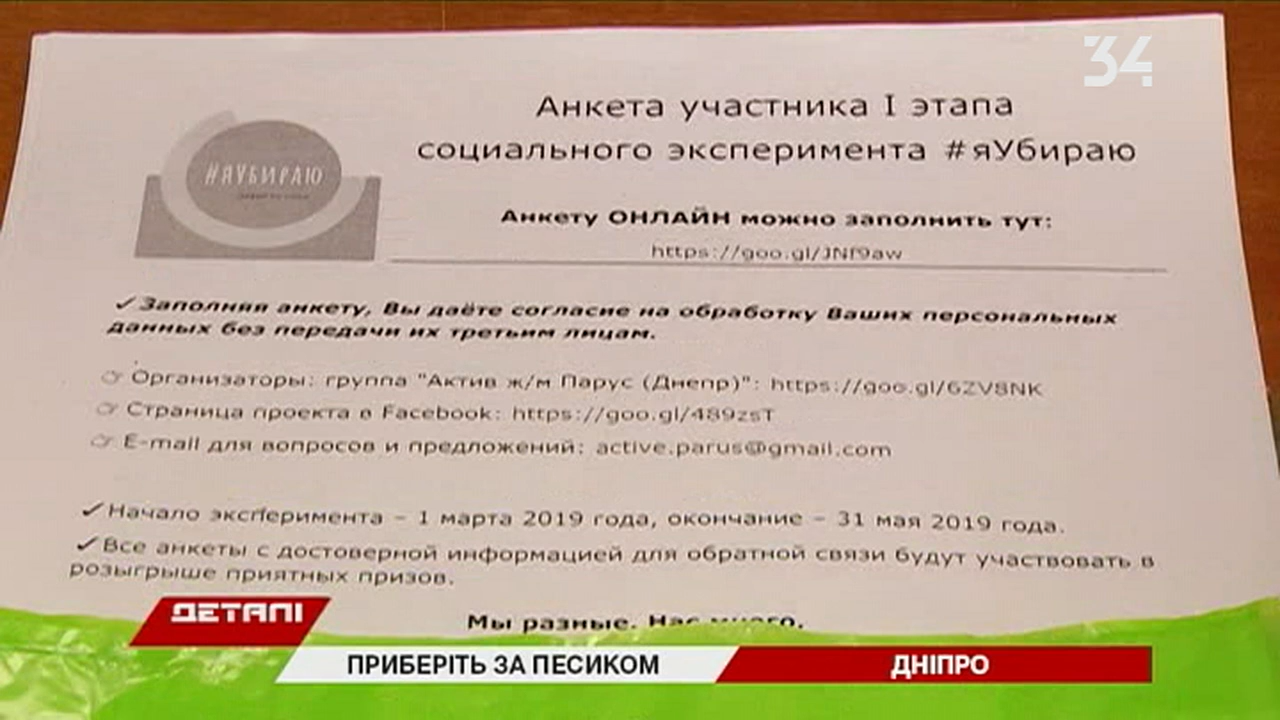 34
Анкета участника I этапа
социального эксперимента #яУбираю
#ЯУБИРАЮ
Анкету ОНЛАЙН можно заполнить тут:
https://goo.gl/JNf9aw
✓Заполняя анкету, Вы даёте согласие на обработку Ваших персональных
данных без передачи их третьим лицам.
☞ Организаторы: группа "Актив ж/м Парус (Днепр)": https://goo.gl/6ZV8NK
☞ Страница проекта в Facebook: https://goo.gl/489zsT
☞ E-mail для вопросов и предложений: active.parus@gmail.com
✓Начало эксперимента – 1 марта 2019 года, окончание – 31 мая 2019 года.
✓Все анкеты с достоверной информацией для обратной связи будут участвовать в
розыгрыше приятных призов.
Мы разные. Нас много.
ДЕТАЛІ
ПРИБЕРІТЬ ЗА ПЕСИКОМ
ДНІПРО